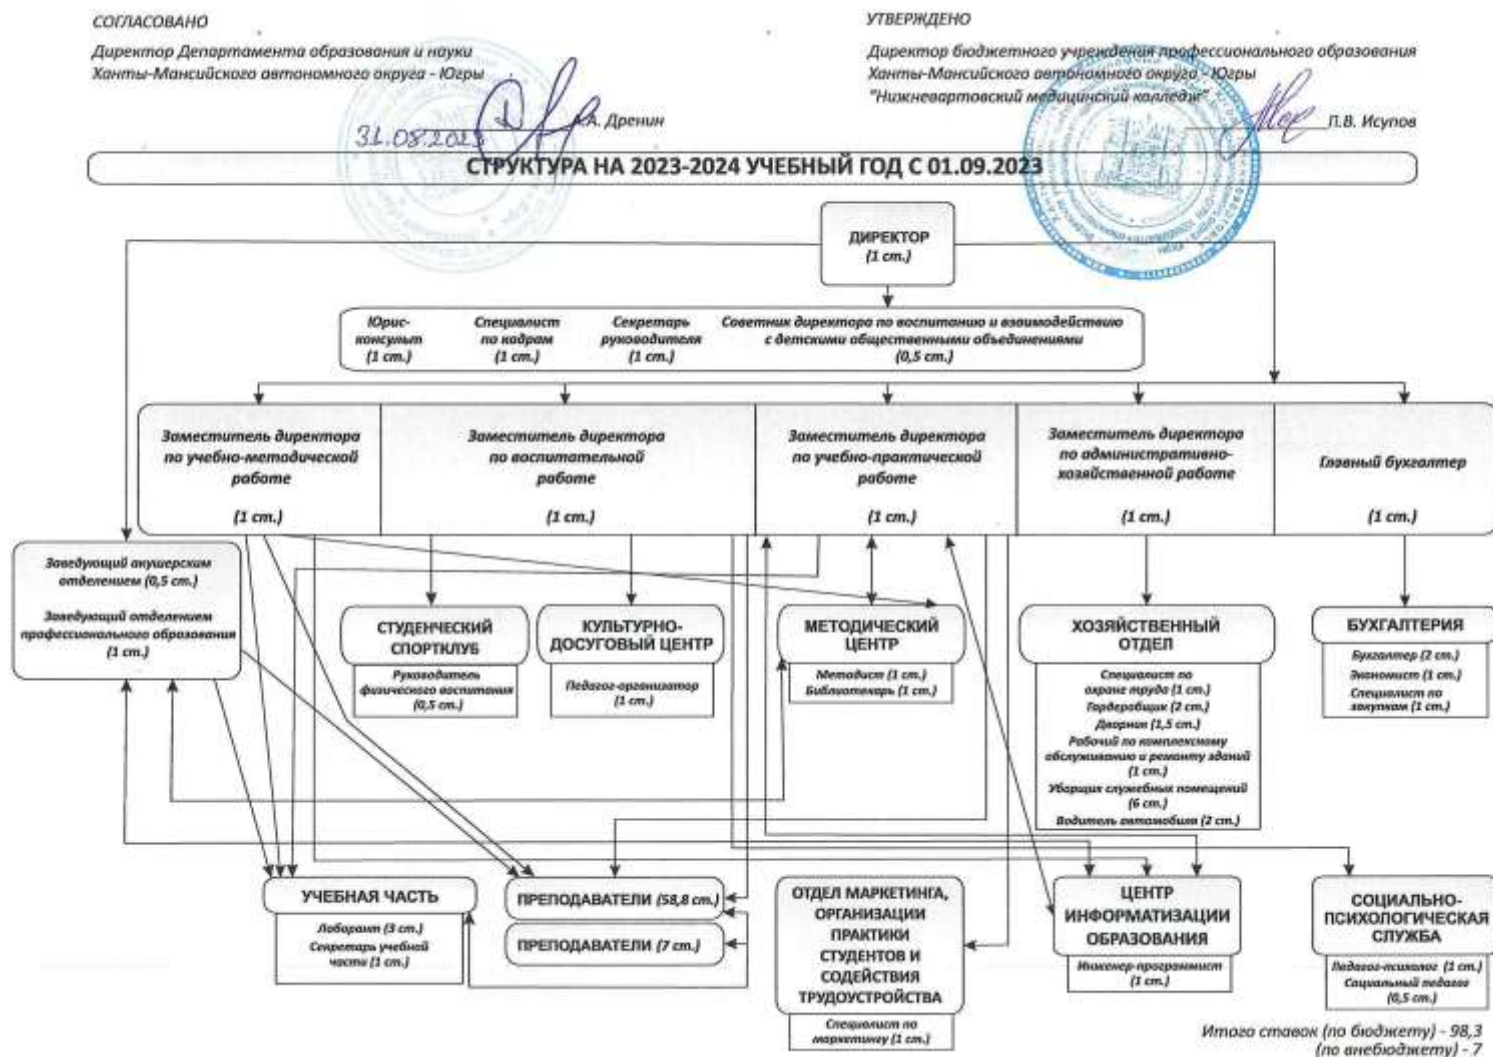 СОГЛАСОВАНО
Директор Департамента образования и науки
Ханты-Мансийского автономного округа - Югры
31.08.2023 А.А. Дренин
УТВЕРЖДЕНО
Директор бюджетного учреждения профессионального образования
Ханты-Мансийского автономного округа - Югры
"Нижневартовский медицинский колледж"
Л.В. Исупов
СТРУКТУРА НА 2023-2024 УЧЕБНЫЙ ГОД С 01.09.2023
ДИРЕКТОР
(1 ст.)
Юрис-
консульт
(1 ст.)
Специалист
по кадрам
(1 ст.)
Секретарь
руководителя
(1 ст.)
Советник директора по воспитанию и взаимодействию
с детскими общественными объединениями
(0,5 ст.)
Заместитель директора
по учебно-методической
работе
(1 ст.)
Заместитель директора
по воспитательной
работе
(1 ст.)
Заместитель директора
по учебно-практической
работе
(1 ст.)
Заместитель директора
по административно-
хозяйственной работе
(1 ст.)
Главный бухгалтер
(1 ст.)
Заведующий акушерским
отделением (0,5 ст.)
Заведующий отделением
профессионального образования
(1 ст.)
СТУДЕНЧЕСКИЙ
СПОРТКЛУБ
Руководитель
физического воспитания
(0,5 ст.)
КУЛЬТУРНО-
ДОСУГОВЫЙ ЦЕНТР
Педагог-организатор
(1 ст.)
МЕТОДИЧЕСКИЙ
ЦЕНТР
Методист (1 ст.)
Библиотекарь (1 ст.)
ХОЗЯЙСТВЕННЫЙ
ОТДЕЛ
Специалист по
охране труда (1 ст.)
Гардеробщик (2 ст.)
Дворник (1,5 ст.)
Рабочий по комплексному
обслуживанию и ремонту зданий
(1 ст.)
Уборщик служебных помещений
(6 ст.)
Водитель автомобиля (2 ст.)
БУХГАЛТЕРИЯ
Бухгалтер (2 ст.)
Экономист (1 ст.)
Специалист по
закупкам (1 ст.)
УЧЕБНАЯ ЧАСТЬ
Лаборант (3 ст.)
Секретарь учебной
части (1 ст.)
ПРЕПОДАВАТЕЛИ (58,8 ст.)
ПРЕПОДАВАТЕЛИ (7 ст.)
ОТДЕЛ МАРКЕТИНГА,
ОРГАНИЗАЦИИ
ПРАКТИКИ
СТУДЕНТОВ И
СОДЕЙСТВИЯ
ТРУДОУСТРОЙСТВА
Специалист по
маркетингу (1 ст.)
ЦЕНТР
ИНФОРМАТИЗАЦИИ
ОБРАЗОВАНИЯ
Инженер-программист
(1 ст.)
СОЦИАЛЬНО-
ПСИХОЛОГИЧЕСКАЯ
СЛУЖБА
Педагог-психолог (1 ст.)
Социальный педагог
(0,5 ст.)
Итого ставок (по бюджету) - 98,3
(по внебюджету) - 7